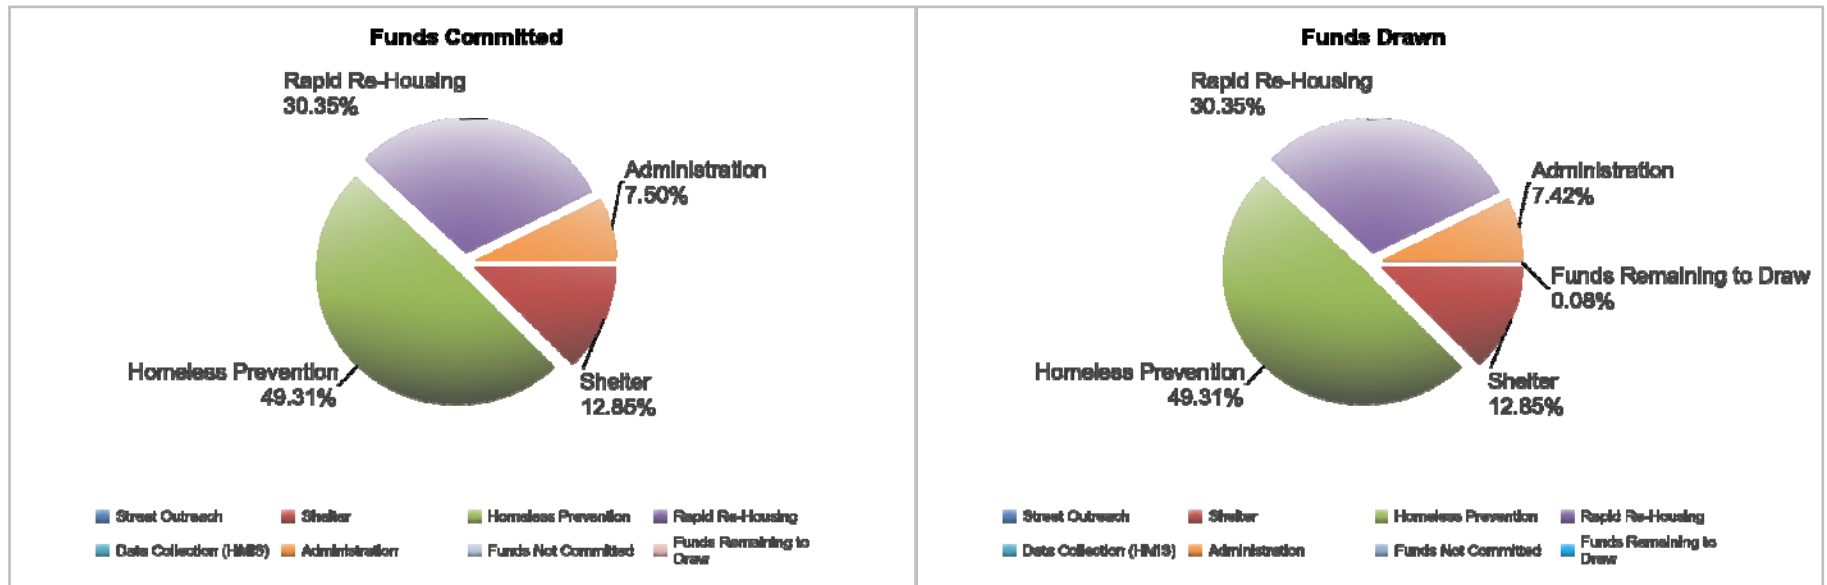 Funds Committed
Rapid Re-Housing
30.35%
Administration
7.50%
Homeless Prevention
49.31%
Shelter
12.85%
Street Outreach
Shelter
Homeless Prevention
Rapid Re-Housing
Data Collection (HMIS)
Administration
Funds Not Committed
Funds Remaining to
Draw
Funds Drawn
Rapid Re-Housing
30.35%
Administration
7.42%
Funds Remaining to Draw
0.08%
Homeless Prevention
49.31%
Shelter
12.85%
Street Outreach
Shelter
Homeless Prevention
Rapid Re-Housing
Data Collection (HMIS)
Administration
Funds Not Committed
Funds Remaining to
Draw